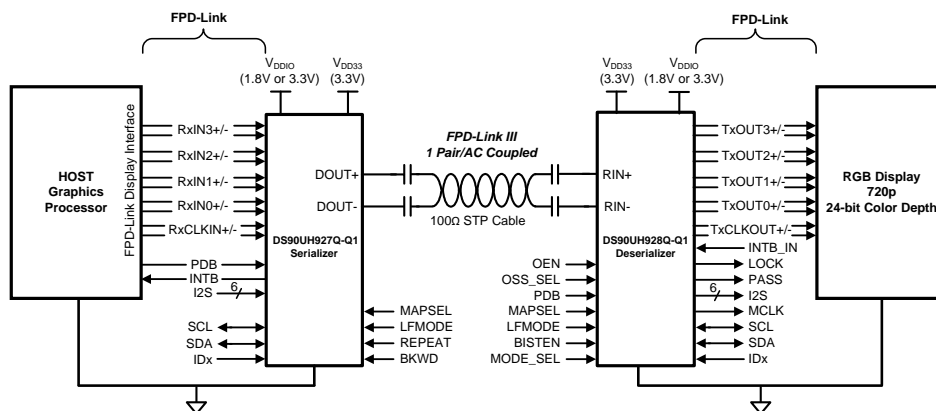 FPD-Link
FPD-Link
VDDIO
(1.8V or 3.3V)
VDD33
(3.3V)
VDD33
(3.3V)
VDDIO
(1.8V or 3.3V)
HOST
Graphics
Processor
FPD-Link Display Interface
RxIN3+/-
RxIN2+/-
RxIN1+/-
RxIN0+/-
RxCLKIN+/-
PDB
INTB
I2S
6
SCL
SDA
IDx
DOUT+
DOUT-
DS90UH927Q-Q1
Serializer
MAPSEL
LFMODE
REPEAT
BKWD
FPD-Link III
1 Pair/AC Coupled
100Ω STP Cable
RIN+
RIN-
DS90UH928Q-Q1
Deserializer
OEN
OSS_SEL
PDB
MAPSEL
LFMODE
BISTEN
MODE_SEL
TxOUT3+/-
TxOUT2+/-
TxOUT1+/-
TxOUT0+/-
TxCLKOUT+/-
INTB_IN
LOCK
PASS
6
I2S
MCLK
SCL
SDA
IDx
RGB Display
720p
24-bit Color Depth